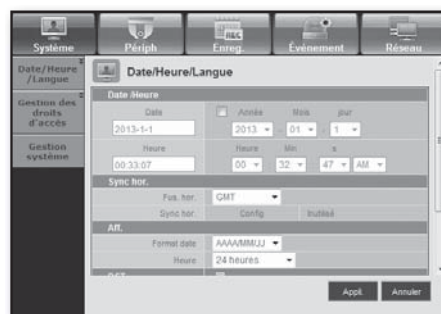 Système Périph Enreg. Événement Réseau
REC
Date/Heure
/Langue
Gestion des
droits
d'accès
Gestion
système
Date/Heure/Langue
Date /Heure
Date Année Mois jour
2013-1-1 2013 - 01 - 1
Heure Heure Min s
00:33:07 00 : 32 : 47 AM
Sync hor.
Fus. hor. GMT
Sync hor. Config Inutilisé
Aff.
Format date AAAA/MM/JJ
Heure 24 heures
Appli. Annuler